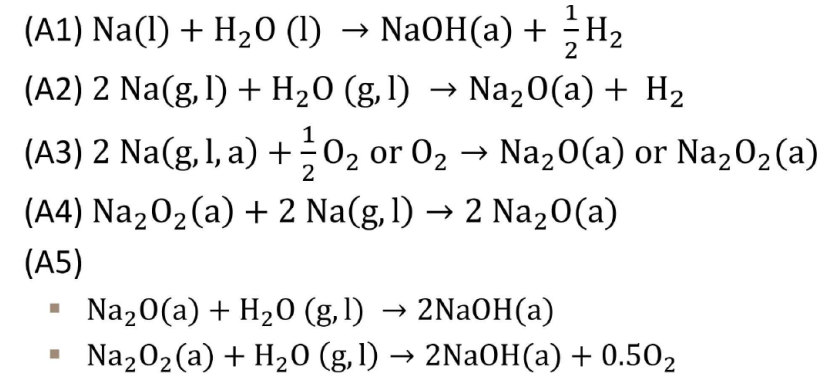 (A1) Na(l) + H₂O (l) → NaOH(a) + ½H₂
(A2) 2 Na(g, l) + H₂O (g, l) → Na₂O(a) + H₂
(A3) 2 Na(g, l, a) + ½O₂ or O₂ → Na₂O(a) or Na₂O₂(a)
(A4) Na₂O₂(a) + 2 Na(g, l) → 2 Na₂O(a)
(A5)
▪ Na₂O(a) + H₂O (g, l) → 2NaOH(a)
▪ Na₂O₂(a) + H₂O (g, l) → 2NaOH(a) + 0.5O₂